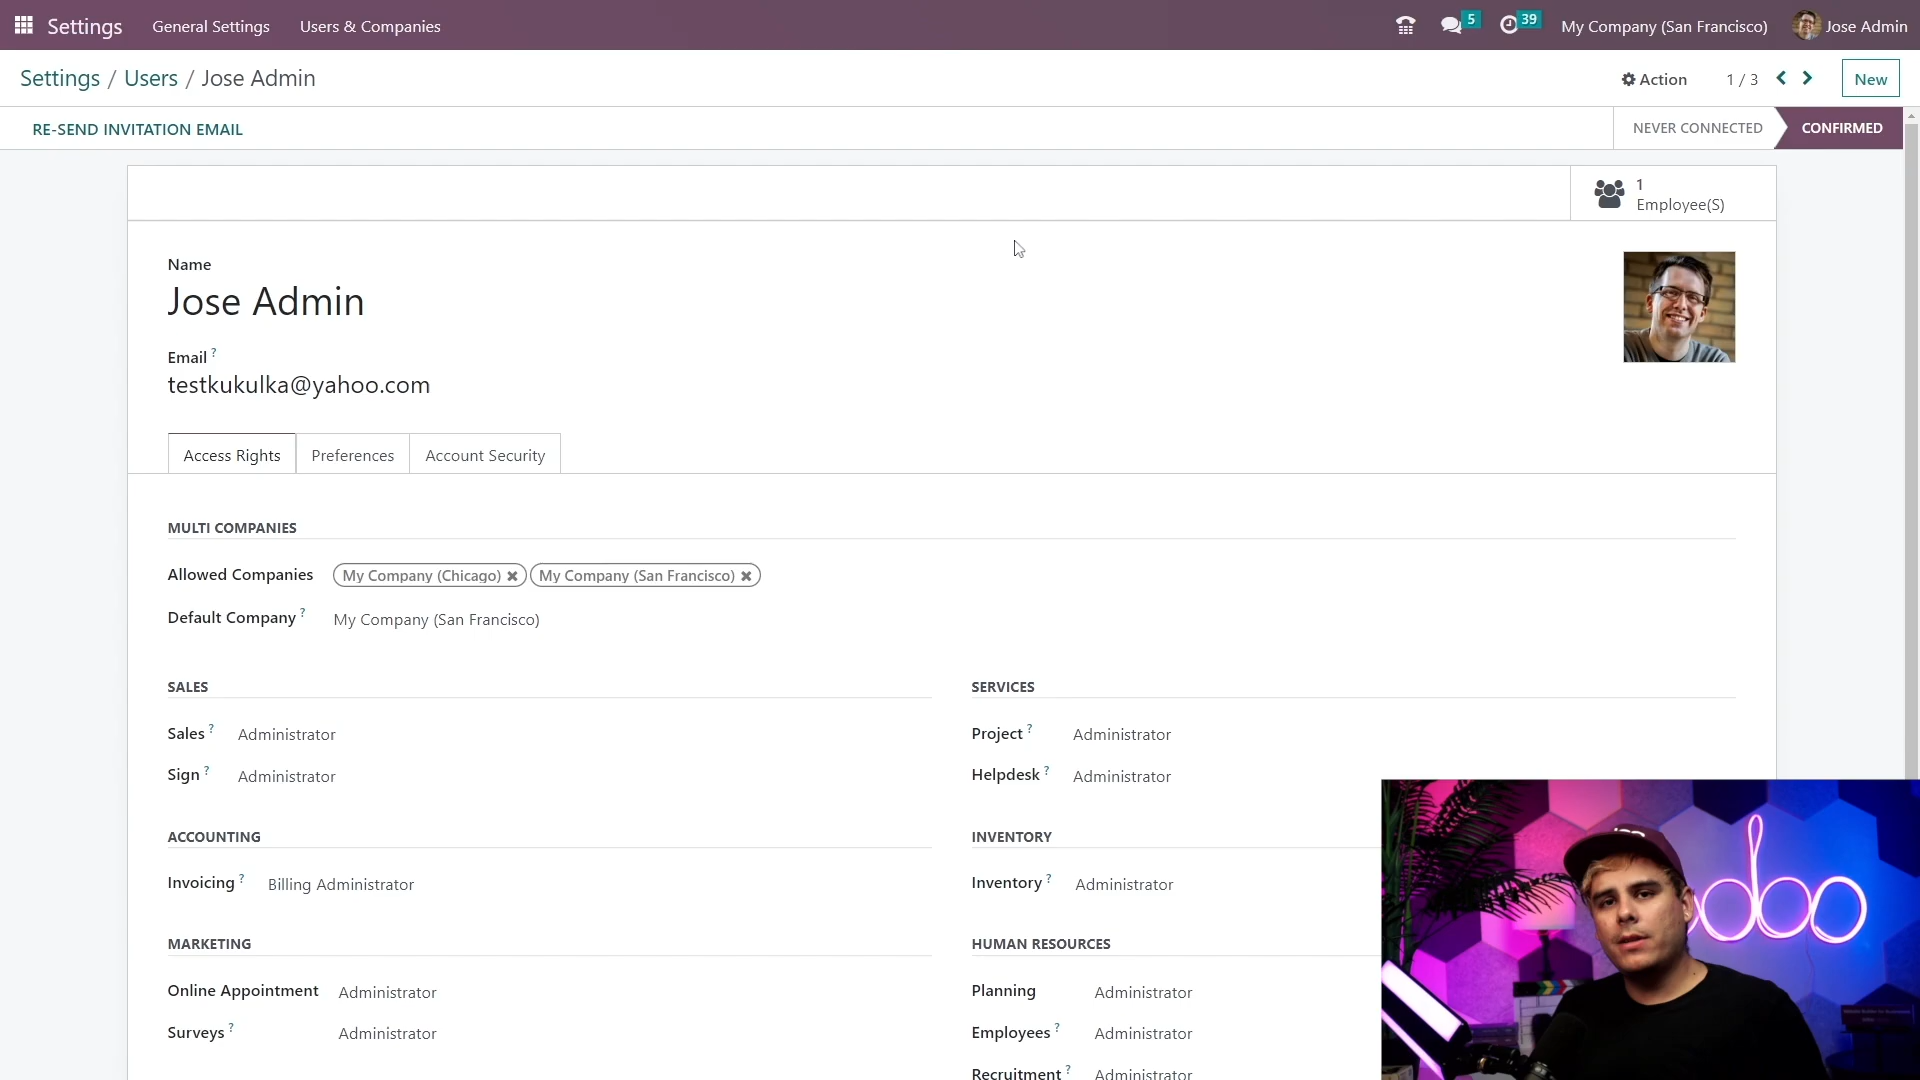 Settings General Settings Users & Companies 5 39 My Company (San Francisco) Jose Admin
Settings / Users / Jose Admin Action 1 / 3 New
RE-SEND INVITATION EMAIL NEVER CONNECTED CONFIRMED
1
Employee(S)
Name
Jose Admin
Email ?
testkukulka@yahoo.com
Access Rights Preferences Account Security
MULTI COMPANIES
Allowed Companies My Company (Chicago) My Company (San Francisco)
Default Company ? My Company (San Francisco)
SALES SERVICES
Sales ? Administrator Project ? Administrator
Sign ? Administrator Helpdesk ? Administrator
ACCOUNTING INVENTORY
Invoicing ? Billing Administrator Inventory ? Administrator
MARKETING HUMAN RESOURCES
Online Appointment Administrator Planning Administrator
Surveys ? Administrator Employees ? Administrator
Recruitment ? Administrator